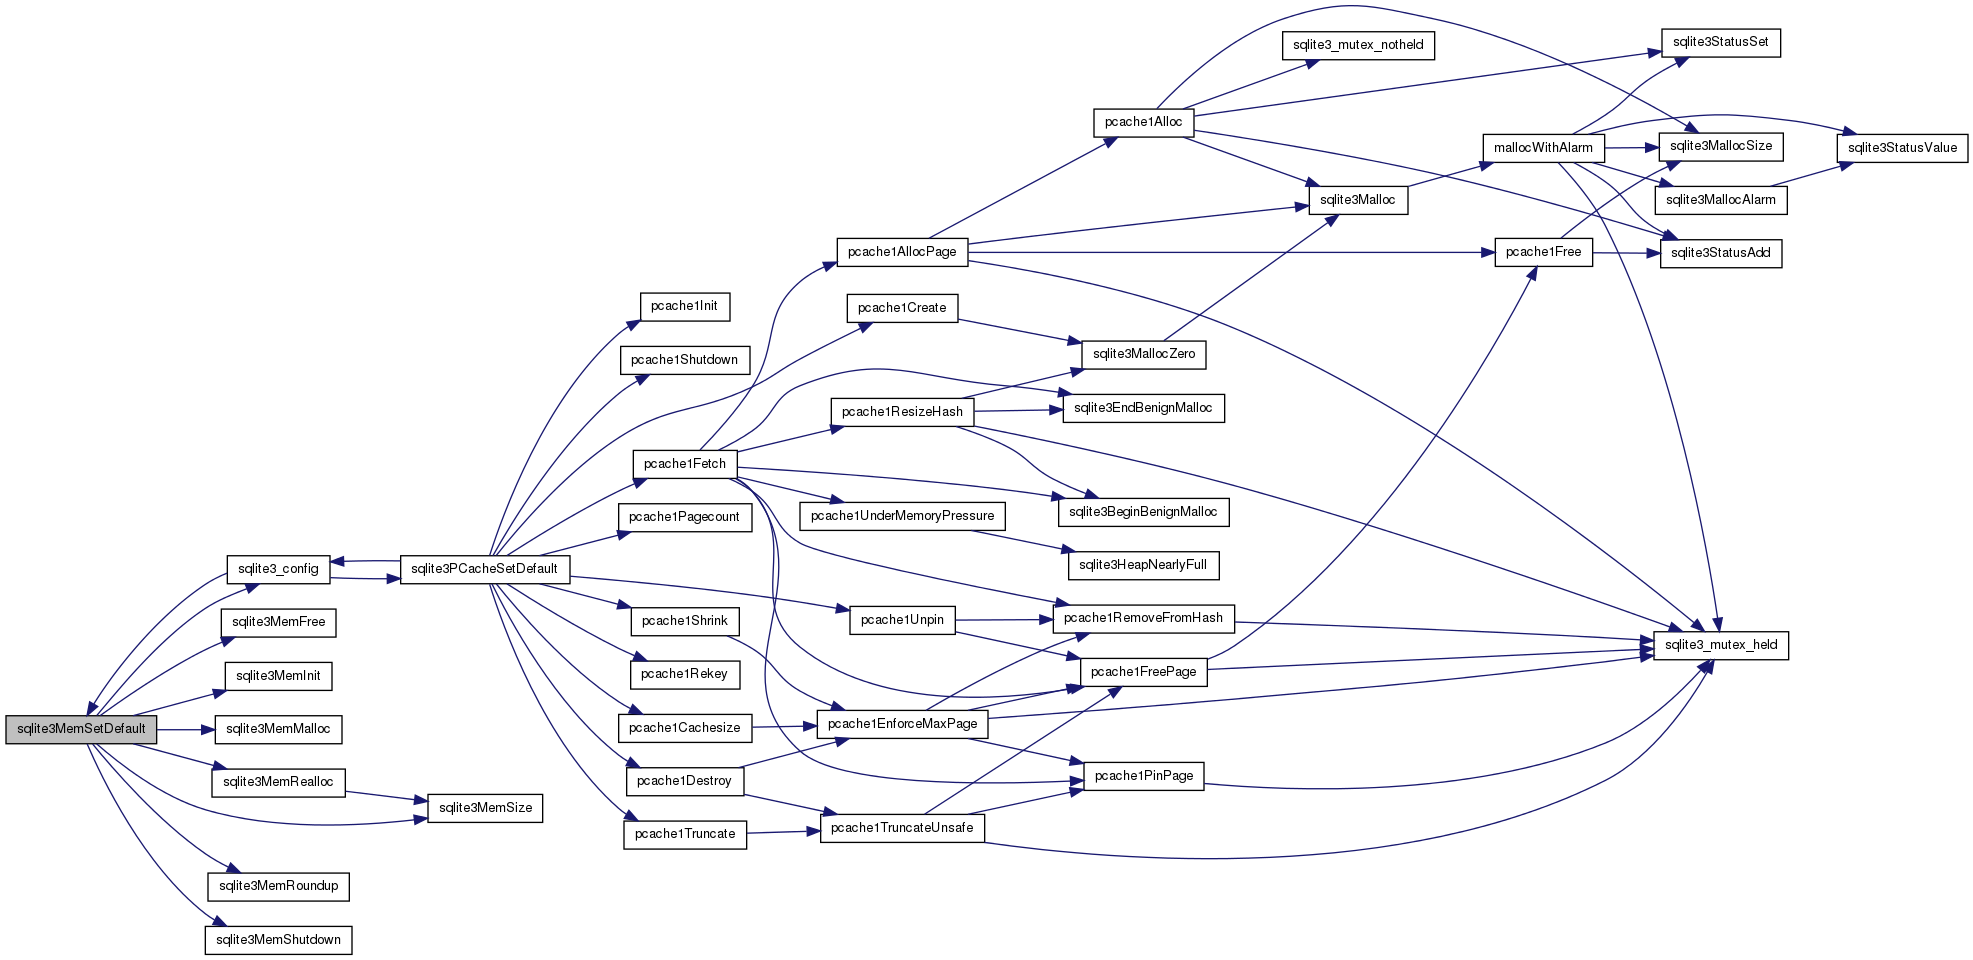 sqlite3MemSetDefault
sqlite3_config
sqlite3MemFree
sqlite3MemInit
sqlite3MemMalloc
sqlite3MemRealloc
sqlite3MemRoundup
sqlite3MemShutdown
sqlite3PCacheSetDefault
sqlite3MemSize
pcache1Init
pcache1Shutdown
pcache1Fetch
pcache1Pagecount
pcache1Shrink
pcache1Rekey
pcache1Cachesize
pcache1Destroy
pcache1Truncate
pcache1AllocPage
pcache1Create
pcache1ResizeHash
pcache1UnderMemoryPressure
pcache1Unpin
pcache1EnforceMaxPage
pcache1TruncateUnsafe
pcache1Alloc
sqlite3MallocZero
sqlite3EndBenignMalloc
sqlite3BeginBenignMalloc
sqlite3HeapNearlyFull
pcache1RemoveFromHash
pcache1FreePage
pcache1PinPage
sqlite3_mutex_notheld
sqlite3Malloc
mallocWithAlarm
pcache1Free
sqlite3StatusSet
sqlite3MallocSize
sqlite3MallocAlarm
sqlite3StatusAdd
sqlite3_mutex_held
sqlite3StatusValue